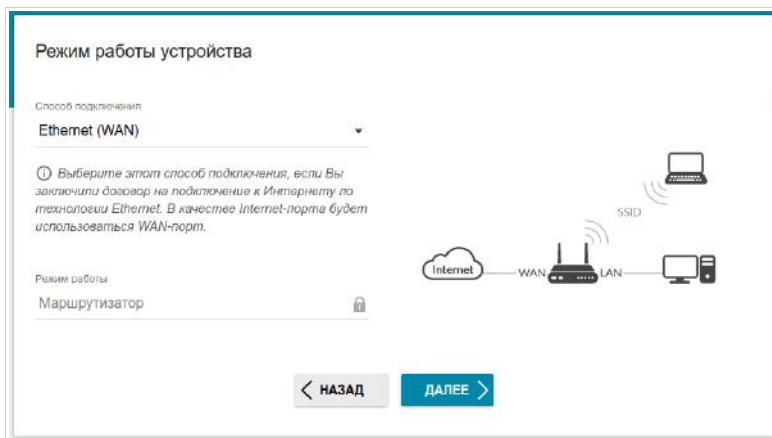 Режим работы устройства
Способ подключения
Ethernet (WAN)
Выберите этот способ подключения, если Вы
заключили договор на подключение к Интернету по
технологии Ethernet. В качестве Internet-порта будет
использоваться WAN-порт.
SSID
Internet
WAN
LAN
Режим работы
Маршрутизатор
НАЗАД
ДАЛЕЕ